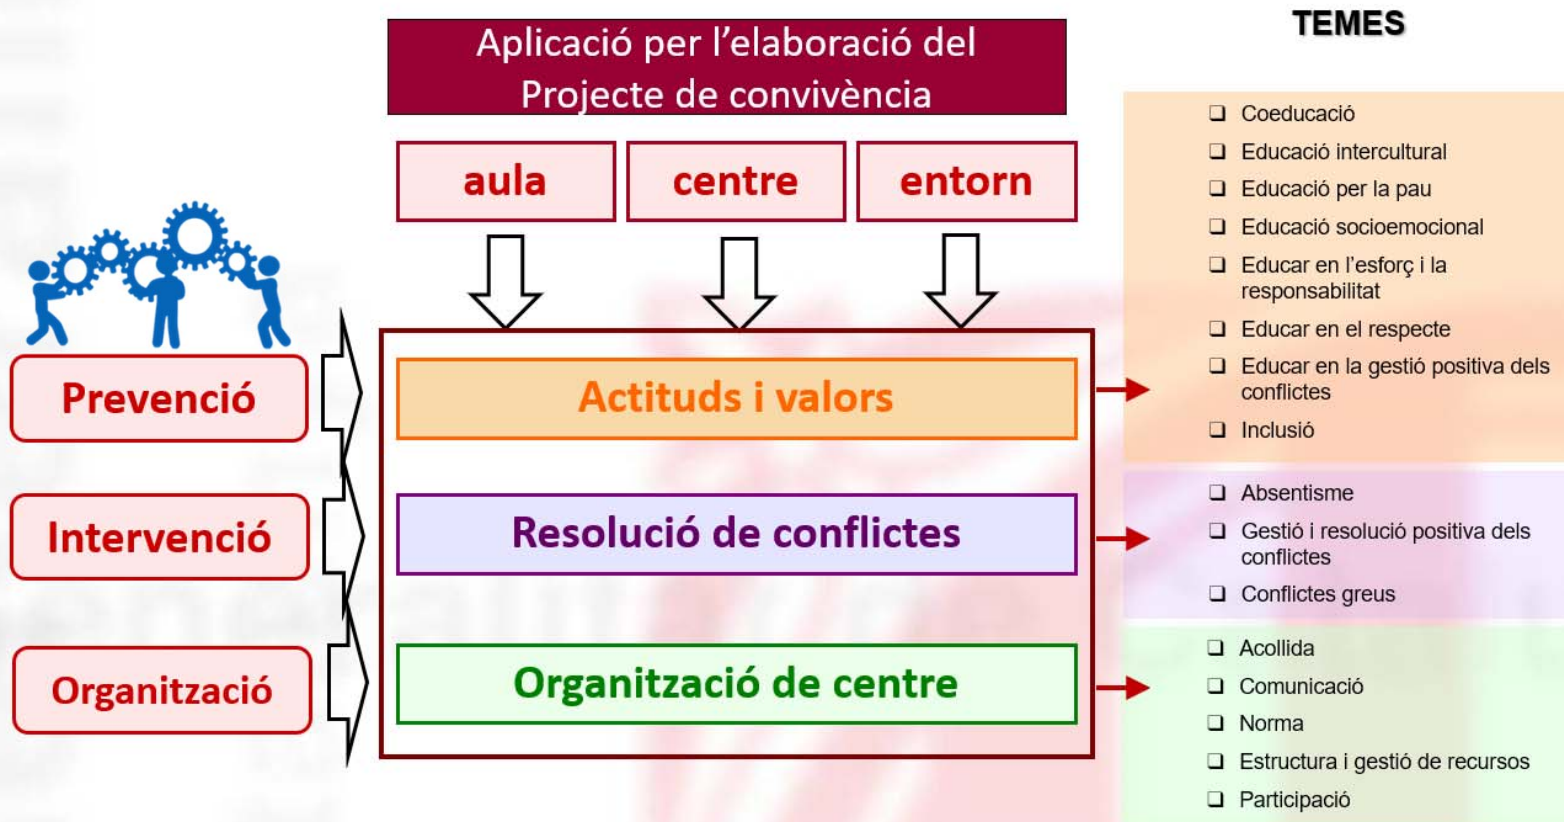 TEMES
Aplicació per l'elaboració del
Projecte de convivència
aula
centre
entorn
Prevenció
Intervenció
Organització
Actituds i valors
Resolució de conflictes
Organització de centre
❑ Coeducació
❑ Educació intercultural
❑ Educació per la pau
❑ Educació socioemocional
❑ Educar en l'esforç i la
responsabilitat
❑ Educar en el respecte
❑ Educar en la gestió positiva dels
conflictes
❑ Inclusió
❑ Absentisme
❑ Gestió i resolució positiva dels
conflictes
❑ Conflictes greus
❑ Acollida
❑ Comunicació
❑ Norma
❑ Estructura i gestió de recursos
❑ Participació